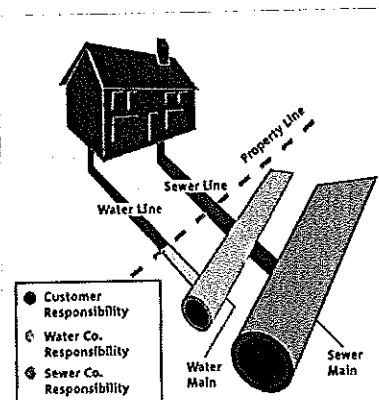 Property Line
Sewer Line
Water Line
Customer
Responsibility
Water Co.
Responsibility
Sewer Co.
Responsibility
Water
Main
Sewer
Main